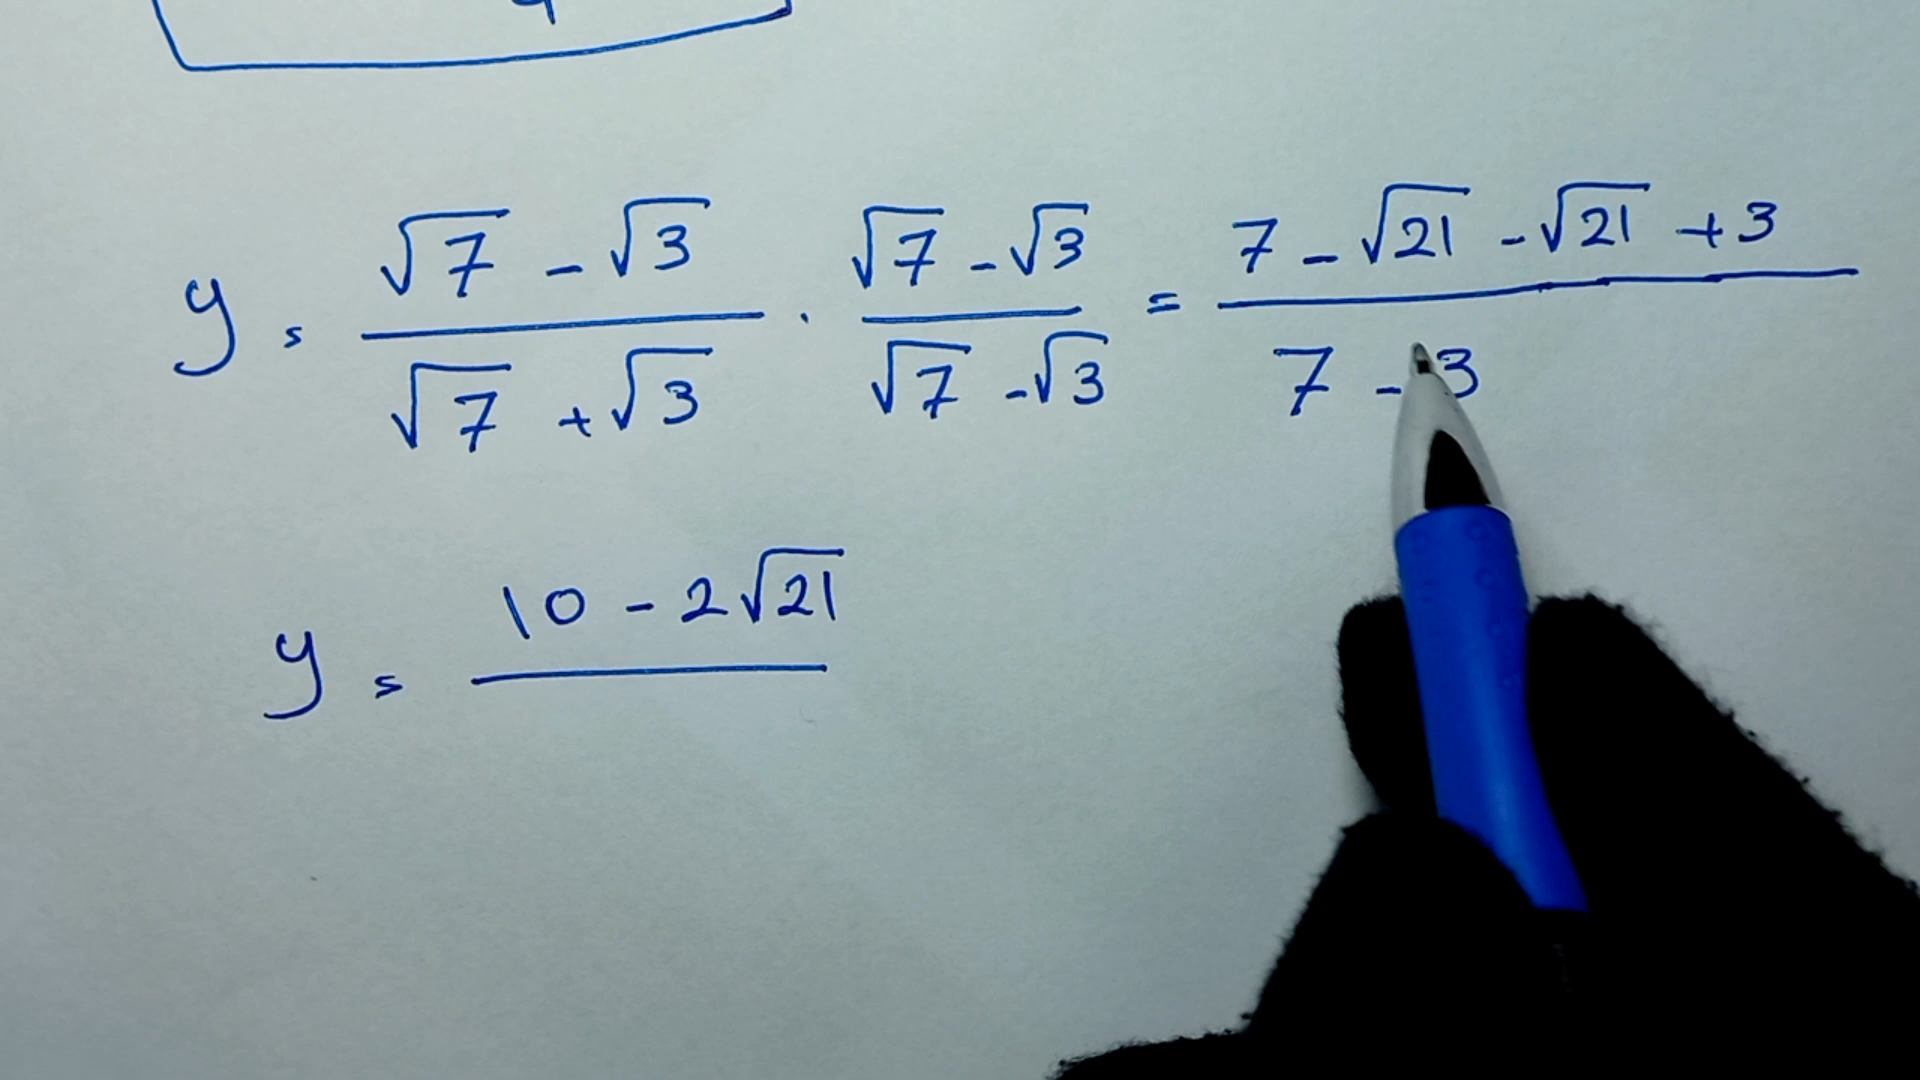 y = (√7 - √3)/(√7 + √3) · (√7 - √3)/(√7 - √3) = (7 - √21 - √21 + 3)/(7 - 3)
y = 10 - 2√21